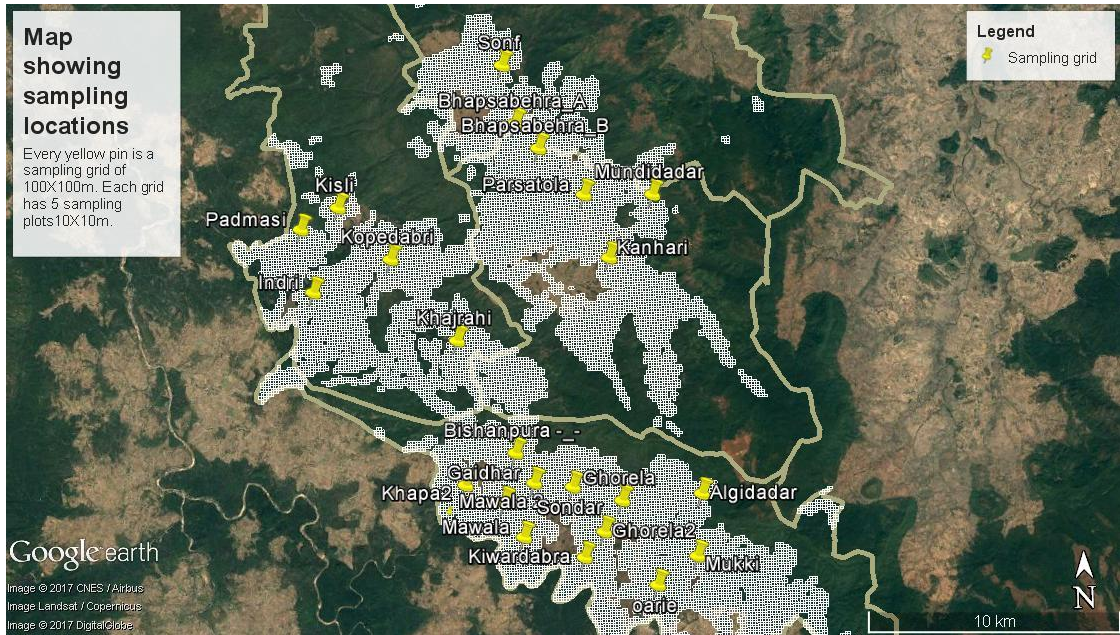 Map
showing
sampling
locations
Every yellow pin is a
sampling grid of
100X100m. Each grid
has 5 sampling
plots10X10m.
Legend
Sampling grid
Sonf
Bhapsabehra_A
Bhapsabehra_B
Parsatola
Mundidadar
Kisli
Padmasi
Kopedabri
Kanhari
Indri
Khajrahi
Bishanpura -_-
Gaidhar
Ghorela
Khapa2
Mawala
Sondar
Algidadar
Mawala
Ghorela2
Kiwardabra
Mukki
oarie
Google earth
Image © 2017 CNES / Airbus
Image Landsat / Copernicus
Image © 2017 DigitalGlobe
N
10 km